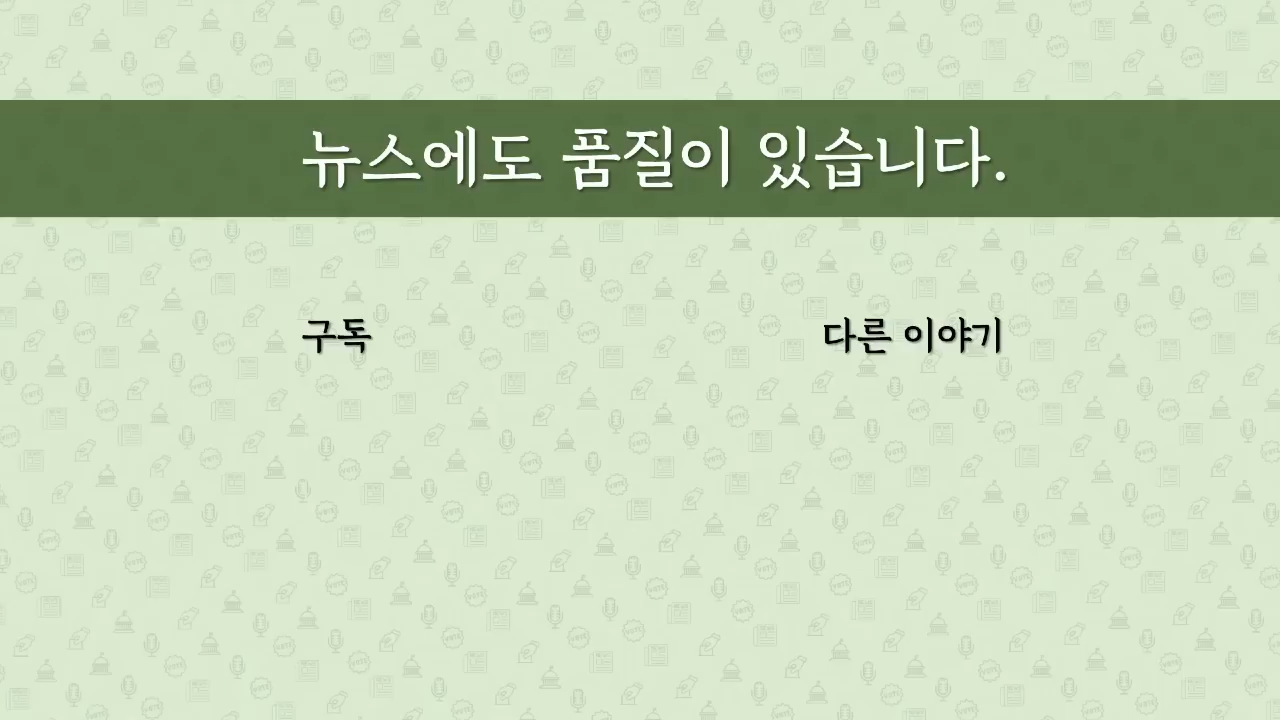 뉴스에도 품질이 있습니다.
구독
다른 이야기